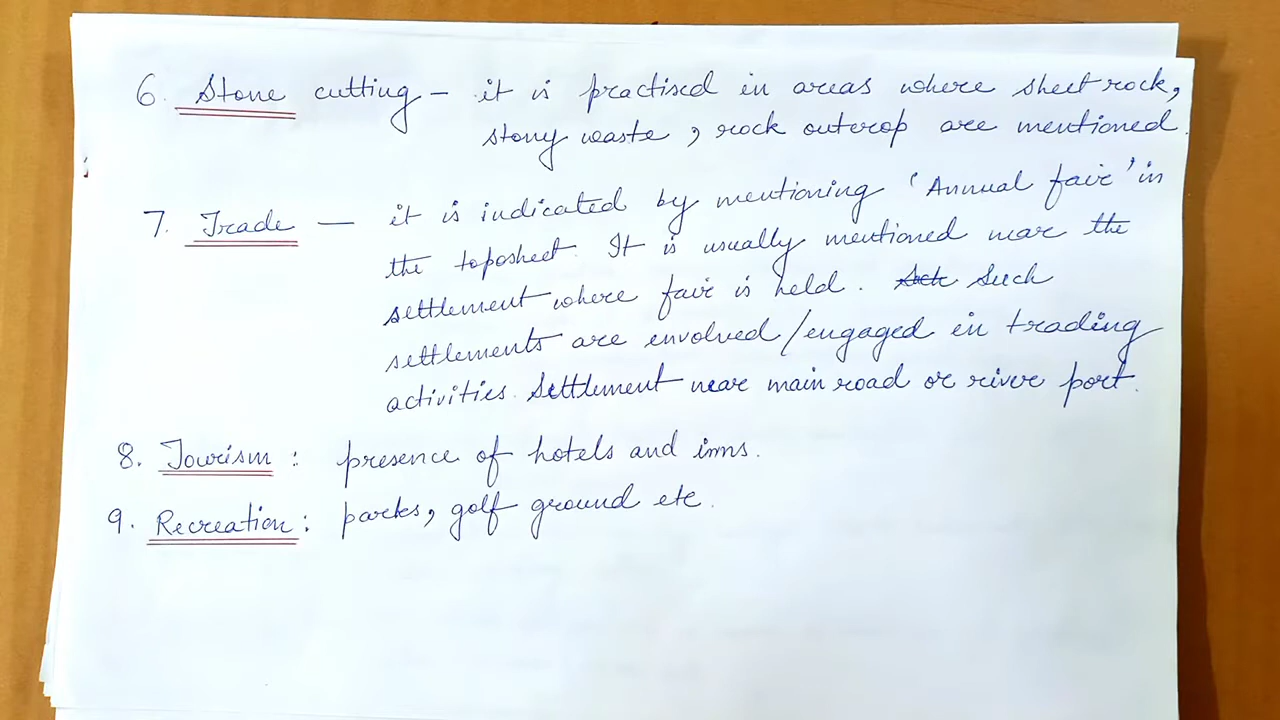 6. Stone cutting – it is practised in areas where sheet rock,
stony waste, rock outcrop are mentioned.
7. Trade — it is indicated by mentioning 'Annual fair' in
the toposheet. It is usually mentioned near the
settlement where fair is held. Such
settlements are envolved/engaged in trading
activities. Settlement near main road or river port.
8. Tourism : presence of hotels and inns.
9. Recreation : parks, golf ground etc.